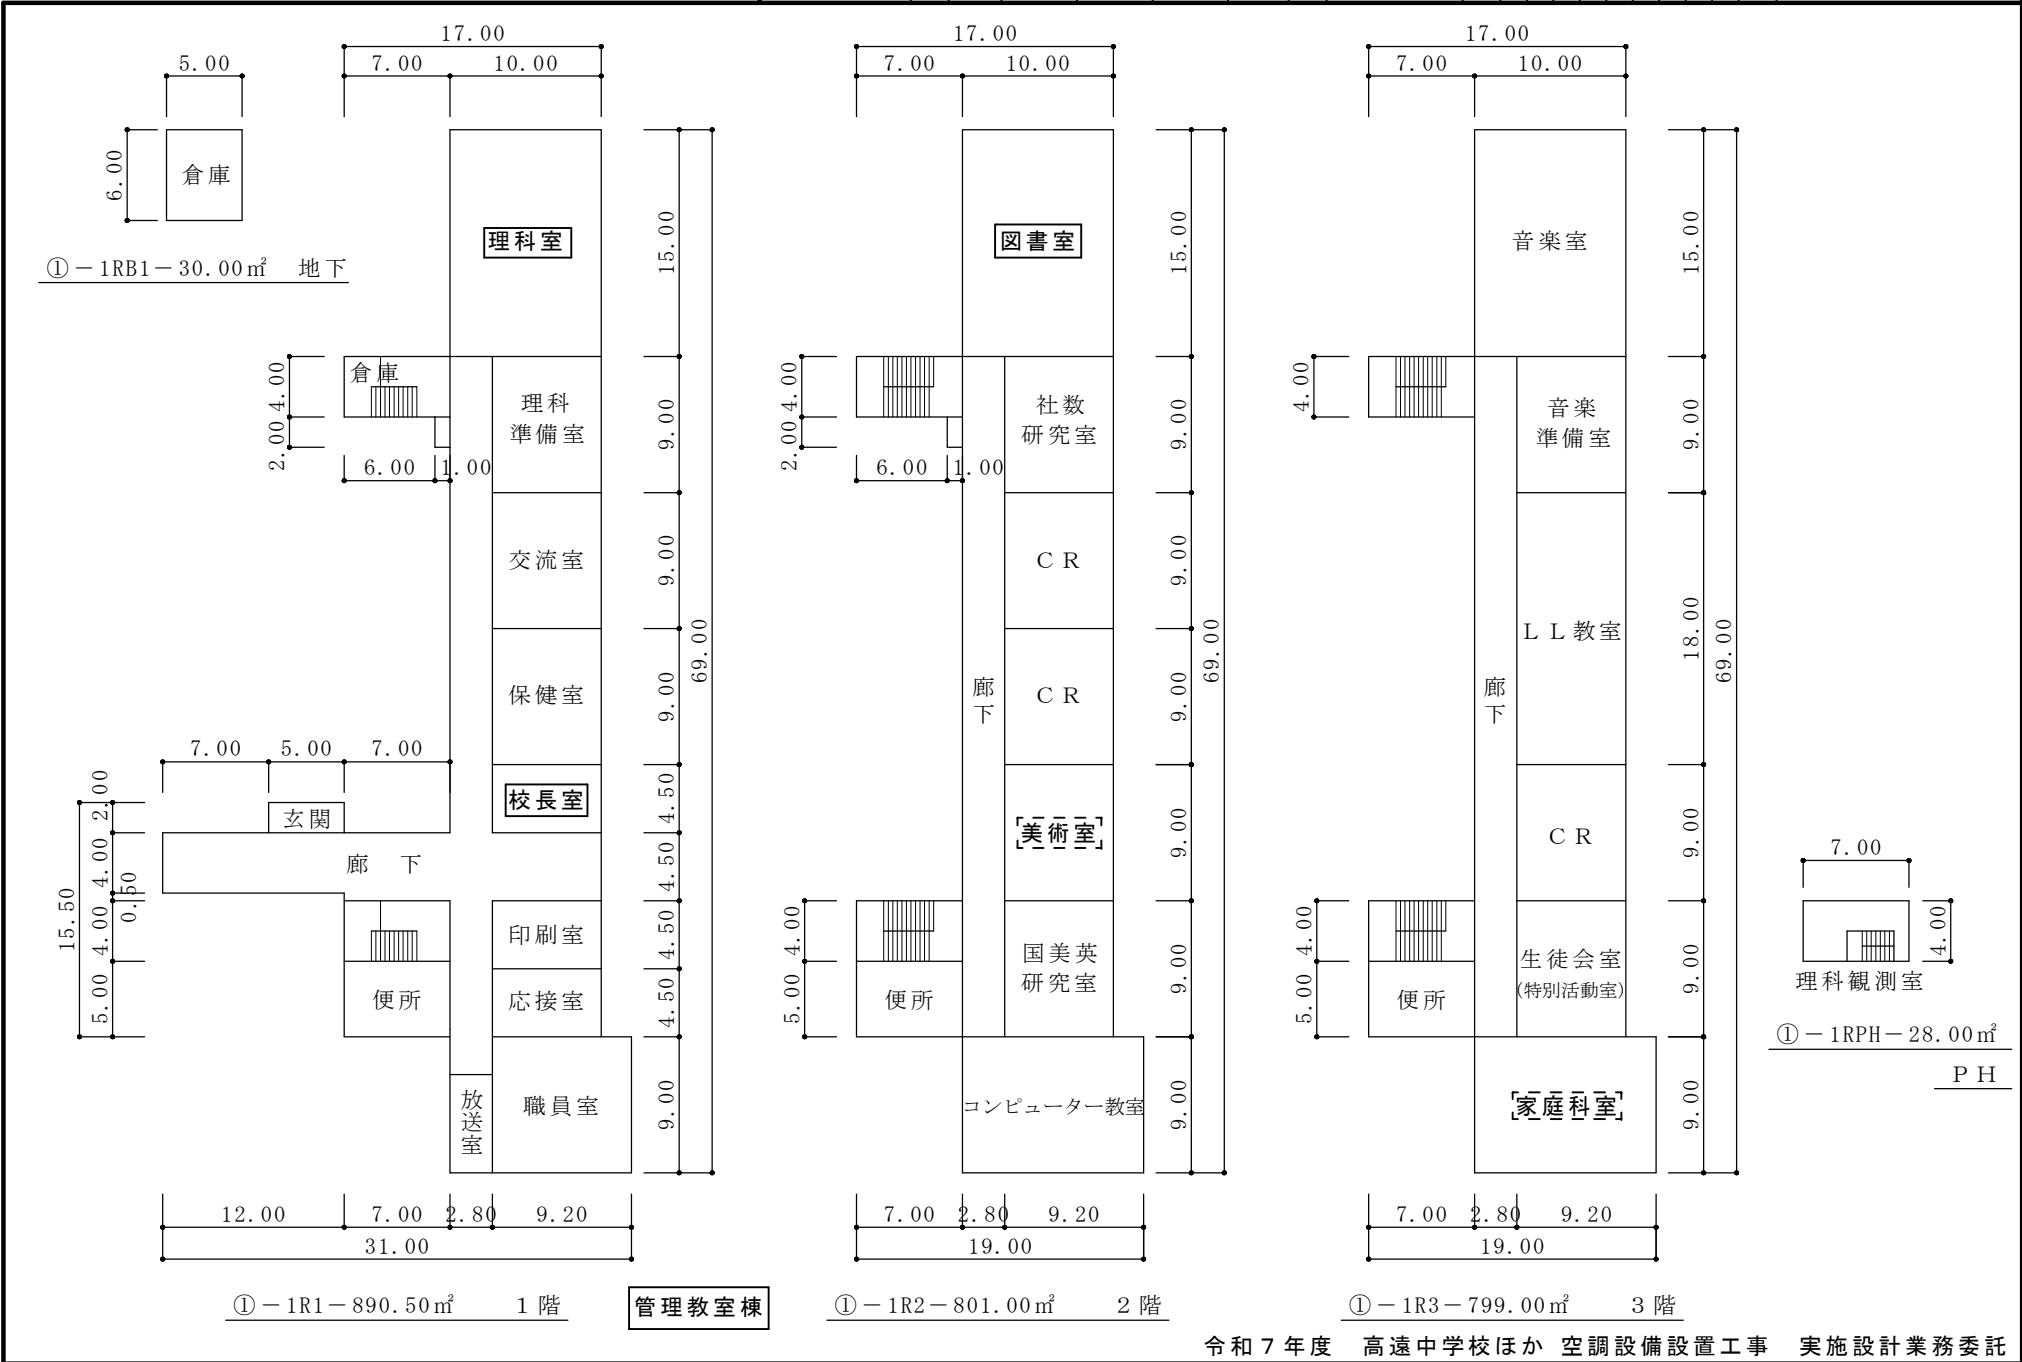 17.00
17.00
17.00
5.00
7.00
10.00
7.00
10.00
7.00
10.00
6.00
倉庫
①－1RB1－30.00㎡　地下
理科室
15.00
図書室
15.00
音楽室
15.00
4.00
2.00
倉庫
6.00
1.00
理科
準備室
9.00
4.00
2.00
6.00
1.00
社数
研究室
9.00
4.00
音楽
準備室
9.00
交流室
9.00
ＣＲ
9.00
ＬＬ教室
18.00
保健室
9.00
69.00
廊下
ＣＲ
9.00
69.00
廊下
69.00
7.00
5.00
7.00
校長室
4.50
美術室
9.00
ＣＲ
9.00
2.00
玄関
4.00
廊　下
4.50
0.50
15.50
4.00
印刷室
4.50
5.00
便所
応接室
4.50
4.00
5.00
便所
国美英
研究室
9.00
4.00
5.00
便所
生徒会室
(特別活動室)
9.00
7.00
4.00
理科観測室
①－1RPH－28.00㎡
ＰＨ
放送室
職員室
9.00
コンピューター教室
9.00
家庭科室
9.00
12.00
7.00
2.80
9.20
31.00
7.00
2.80
9.20
19.00
7.00
2.80
9.20
19.00
①－1R1－890.50㎡　　１階
管理教室棟
①－1R2－801.00㎡　　２階
①－1R3－799.00㎡　　３階
令和７年度　高遠中学校ほか 空調設備設置工事　実施設計業務委託